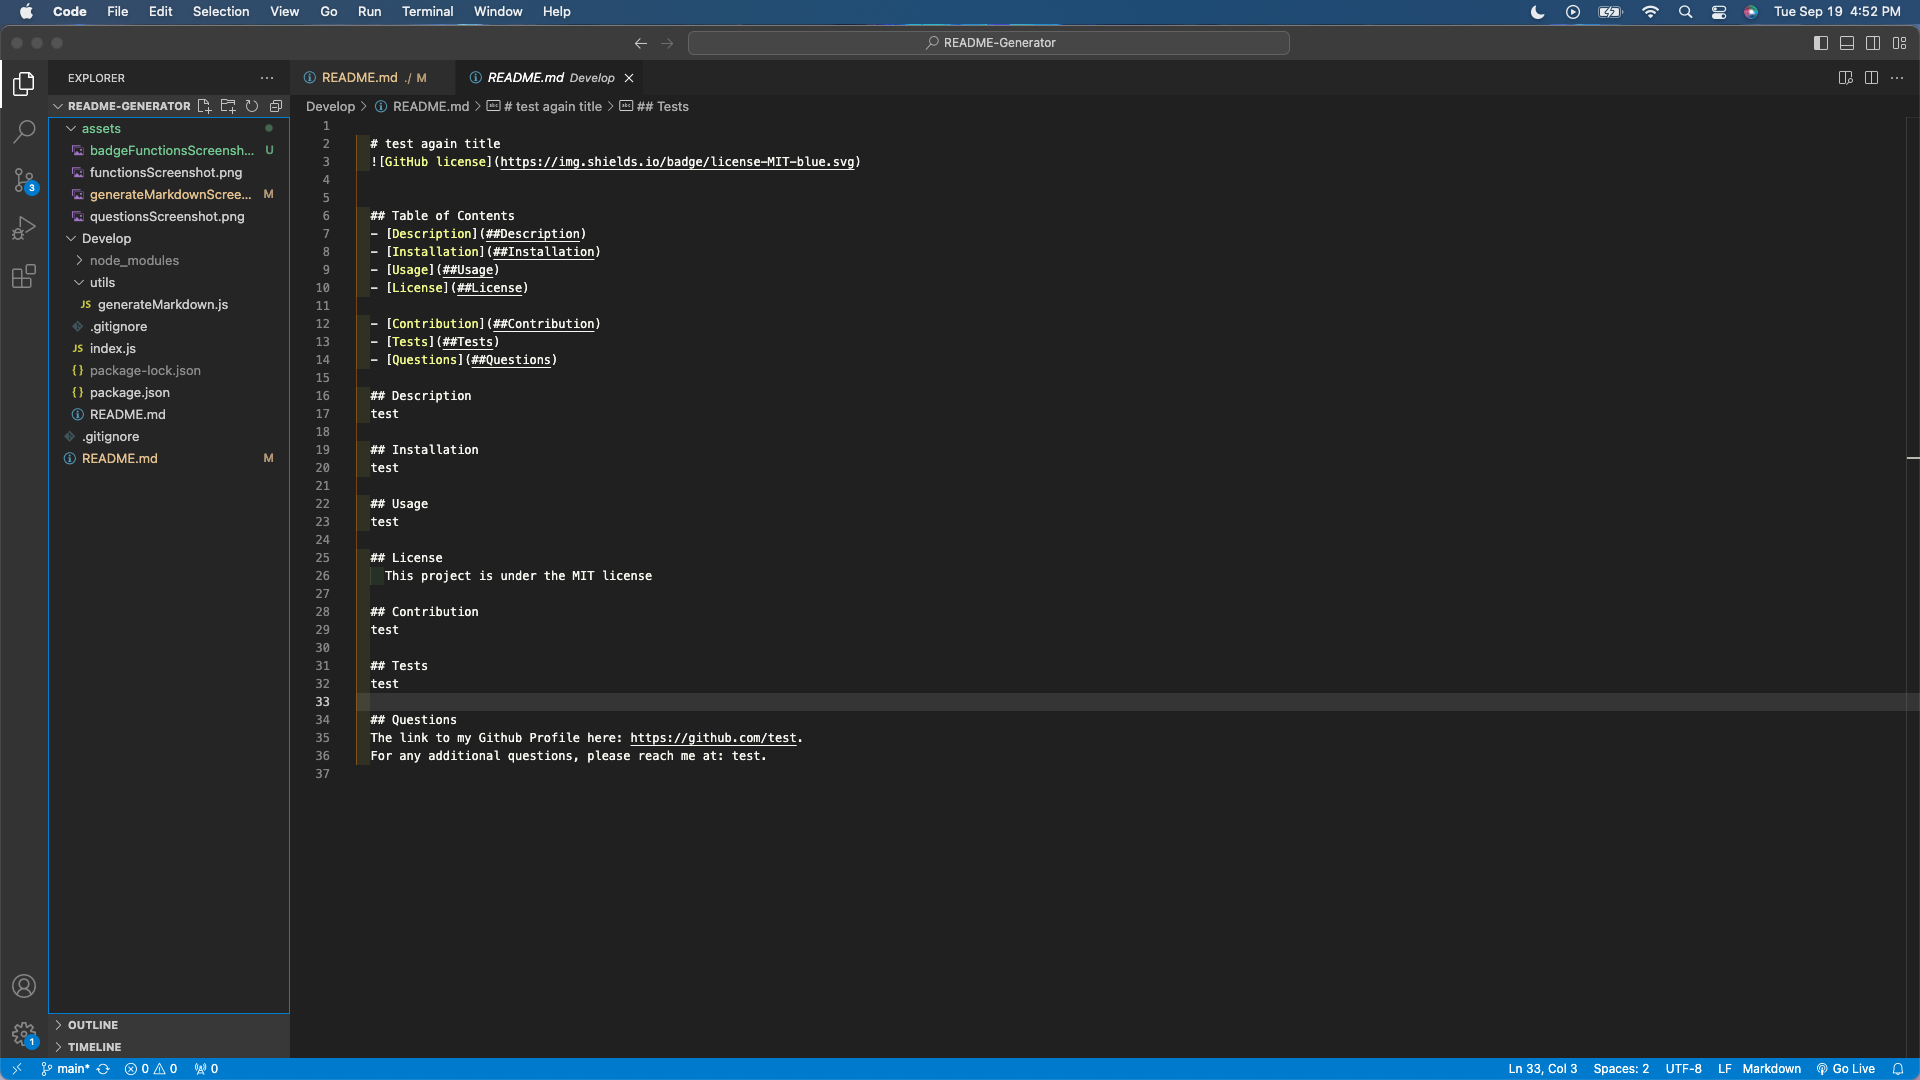 Code File Edit Selection View Go Run Terminal Window Help Tue Sep 19 4:52 PM
README-Generator
EXPLORER
README.md ./ M
README.md Develop
README-GENERATOR
Develop > README.md > # test again title > ## Tests
assets
badgeFunctionsScreensh... U
functionsScreenshot.png
generateMarkdownScree... M
questionsScreenshot.png
Develop
node_modules
utils
JS generateMarkdown.js
.gitignore
JS index.js
{} package-lock.json
{} package.json
README.md
.gitignore
README.md M
OUTLINE
TIMELINE
3
1
1
2 # test again title
3 ![GitHub license](https://img.shields.io/badge/license-MIT-blue.svg)
4
5
6 ## Table of Contents
7 - [Description](##Description)
8 - [Installation](##Installation)
9 - [Usage](##Usage)
10 - [License](##License)
11
12 - [Contribution](##Contribution)
13 - [Tests](##Tests)
14 - [Questions](##Questions)
15
16 ## Description
17 test
18
19 ## Installation
20 test
21
22 ## Usage
23 test
24
25 ## License
26 This project is under the MIT license
27
28 ## Contribution
29 test
30
31 ## Tests
32 test
33
34 ## Questions
35 The link to my Github Profile here: https://github.com/test.
36 For any additional questions, please reach me at: test.
37
main* 0 0 0 Ln 33, Col 3 Spaces: 2 UTF-8 LF Markdown Go Live